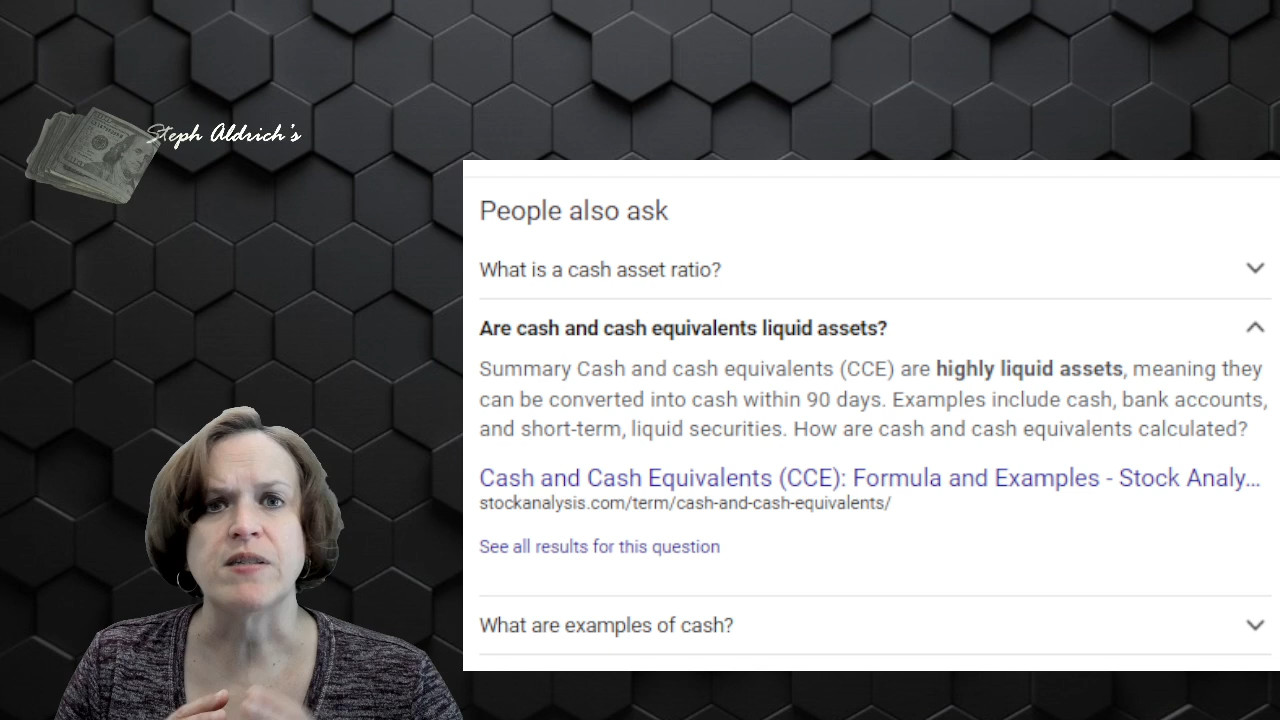 Steph Aldrich's
People also ask
What is a cash asset ratio?
Are cash and cash equivalents liquid assets?
Summary Cash and cash equivalents (CCE) are highly liquid assets, meaning they
can be converted into cash within 90 days. Examples include cash, bank accounts,
and short-term, liquid securities. How are cash and cash equivalents calculated?
Cash and Cash Equivalents (CCE): Formula and Examples - Stock Analy...
stockanalysis.com/term/cash-and-cash-equivalents/
See all results for this question
What are examples of cash?